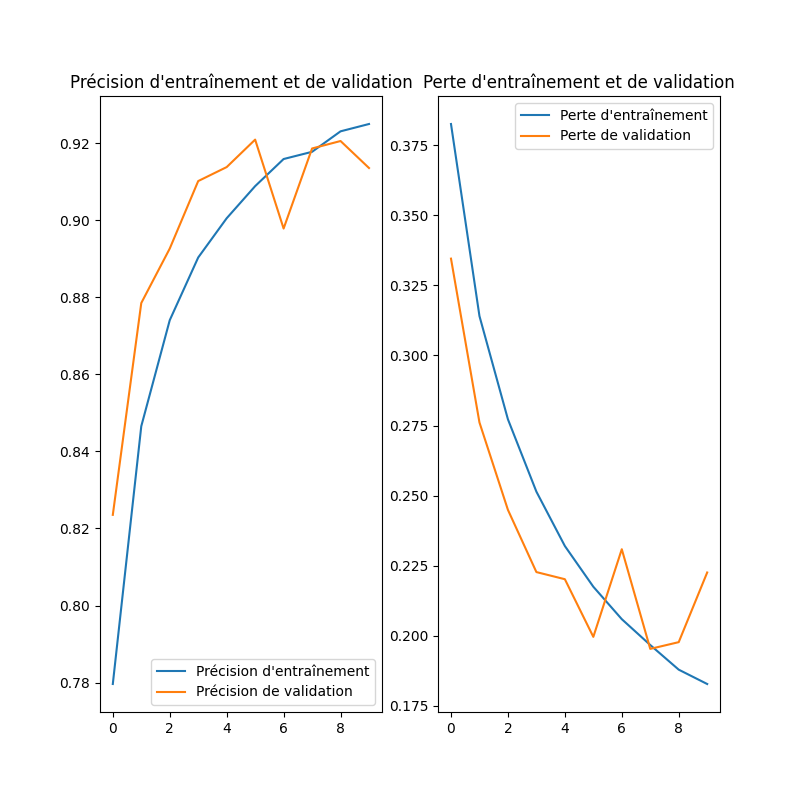 Précision d'entraînement et de validation
0.92
0.90
0.88
0.86
0.84
0.82
0.80
0.78
0 2 4 6 8
Précision d'entraînement
Précision de validation
Perte d'entraînement et de validation
Perte d'entraînement
Perte de validation
0.375
0.350
0.325
0.300
0.275
0.250
0.225
0.200
0.175
0 2 4 6 8